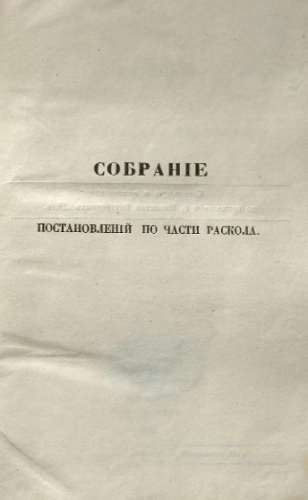 СОБРАНІЕ
ПОСТАНОВЛЕНІЙ ПО ЧАСТИ РАСКОЛА.